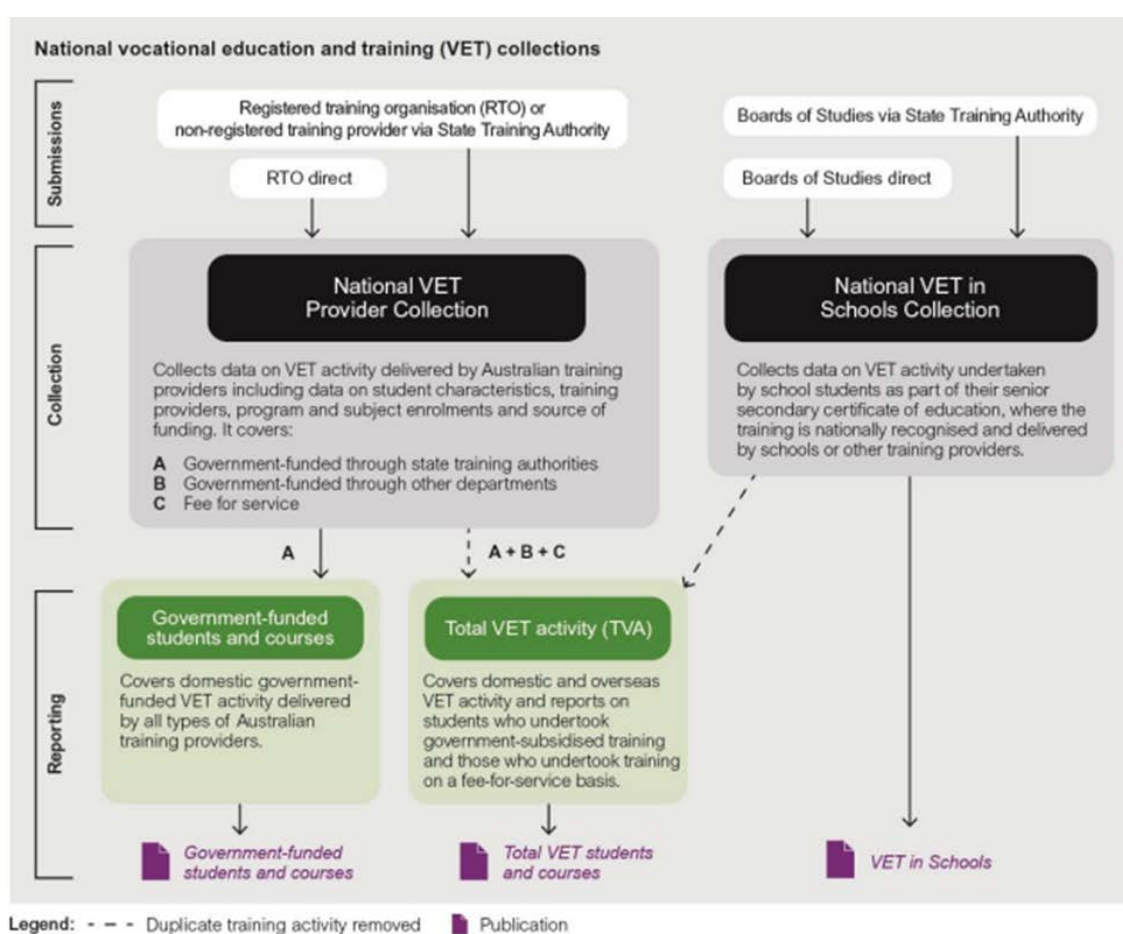 National vocational education and training (VET) collections
Submissions
Registered training organisation (RTO) or
non-registered training provider via State Training Authority
RTO direct
Boards of Studies via State Training Authority
Boards of Studies direct
Collection
National VET
Provider Collection
Collects data on VET activity delivered by Australian training
providers including data on student characteristics, training
providers, program and subject enrolments and source of
funding. It covers:
A Government-funded through state training authorities
B Government-funded through other departments
C Fee for service
National VET in
Schools Collection
Collects data on VET activity undertaken
by school students as part of their senior
secondary certificate of education, where the
training is nationally recognised and delivered
by schools or other training providers.
A
A + B + C
Reporting
Government-funded
students and courses
Covers domestic government-
funded VET activity delivered
by all types of Australian
training providers.
Total VET activity (TVA)
Covers domestic and overseas
VET activity and reports on
students who undertook
government-subsidised training
and those who undertook training
on a fee-for-service basis.
Government-funded
students and courses
Total VET students
and courses
VET in Schools
Legend: - - - Duplicate training activity removed Publication